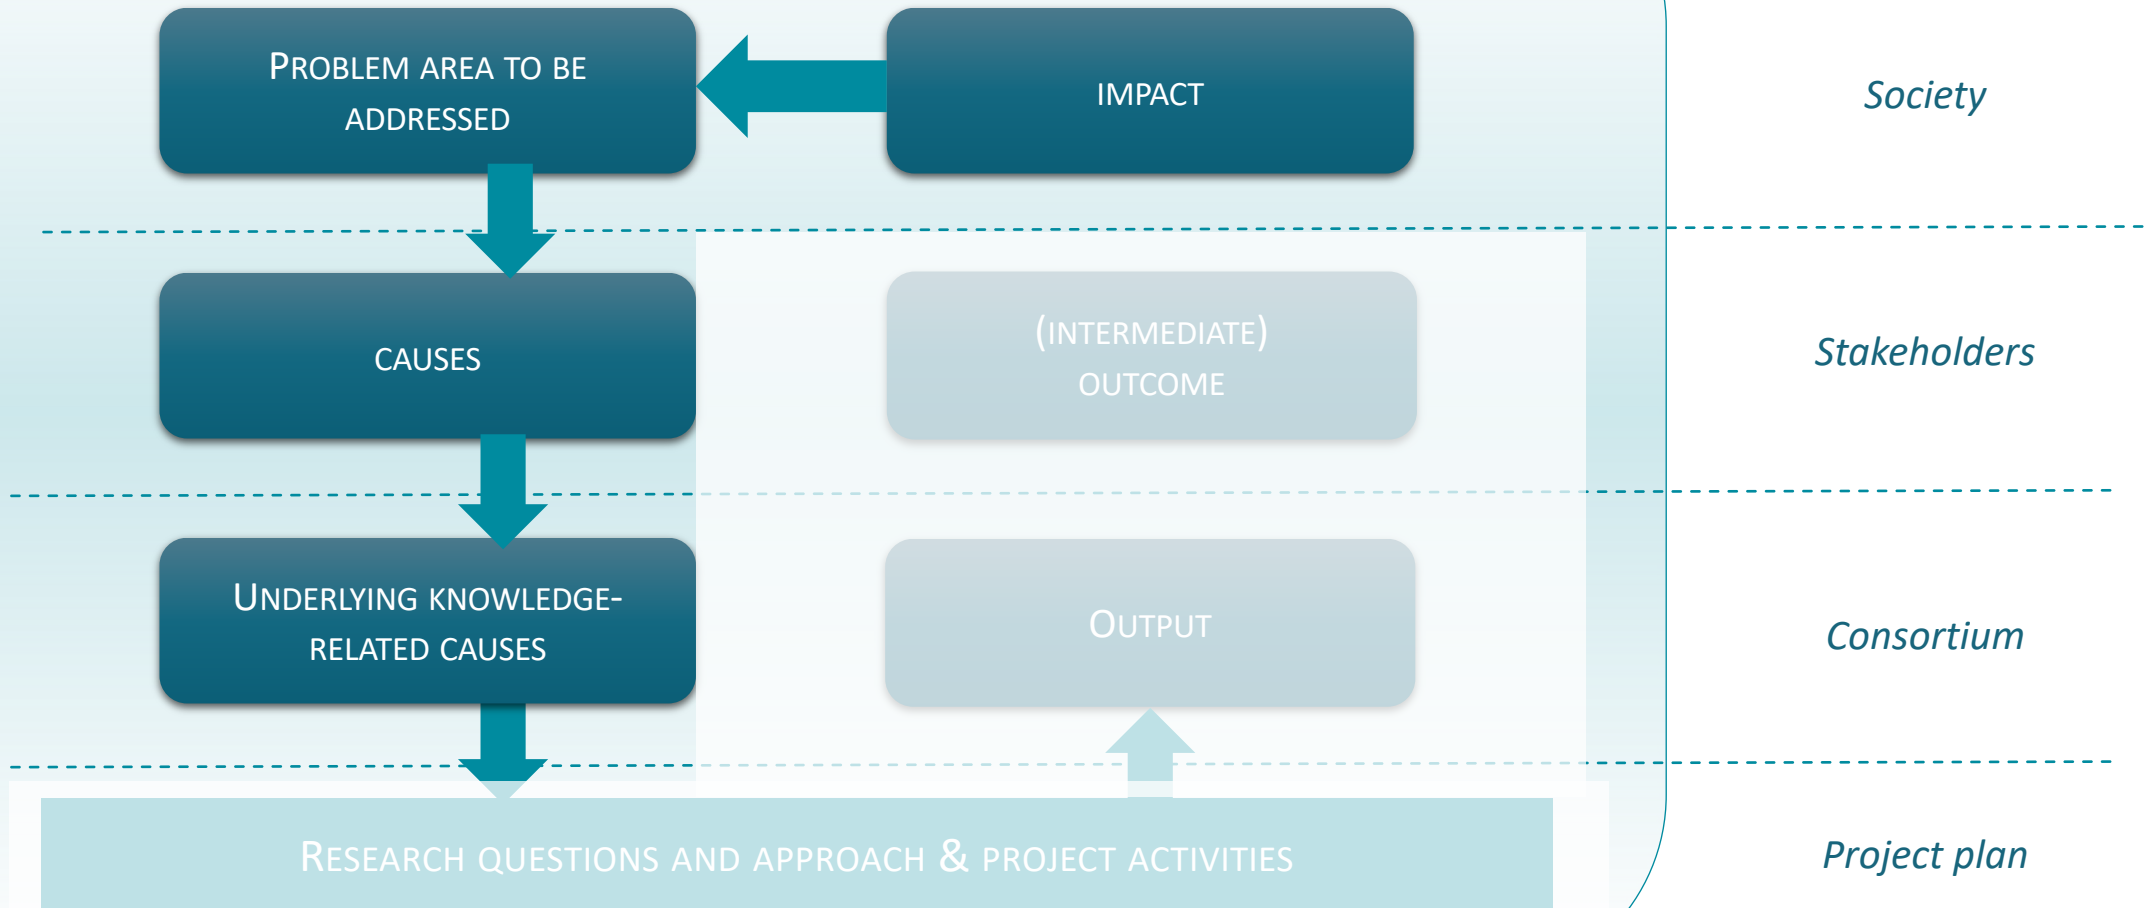 Problem area to be
addressed
impact
Society
causes
(intermediate)
outcome
Stakeholders
Underlying knowledge-
related causes
Output
Consortium
Research questions and approach & project activities
Project plan